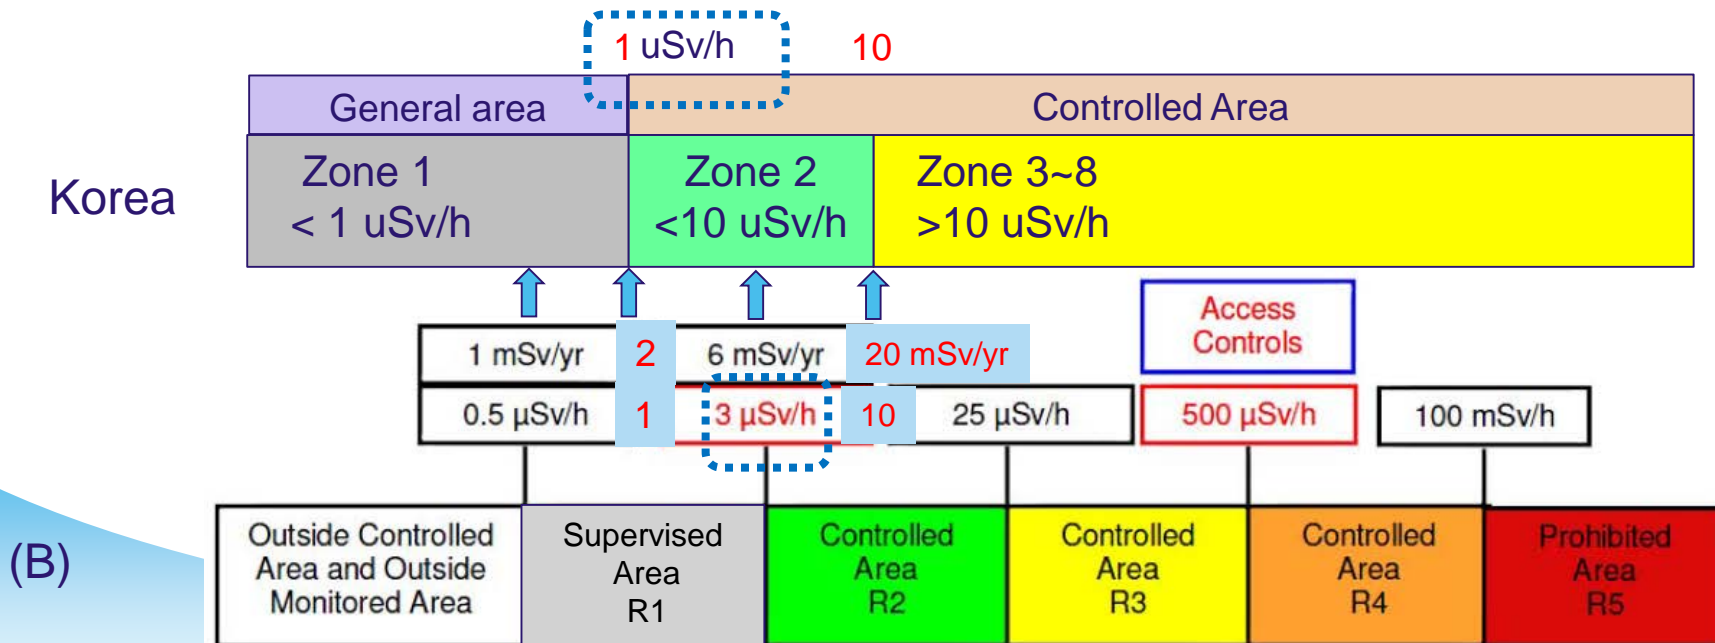 1 uSv/h 10
General area Controlled Area
Korea
Zone 1 Zone 2 Zone 3~8
< 1 uSv/h <10 uSv/h >10 uSv/h
Access
Controls
1 mSv/yr 2 6 mSv/yr 20 mSv/yr
0.5 µSv/h 1 3 µSv/h 10 25 µSv/h 500 µSv/h 100 mSv/h
(B)
Outside Controlled
Area and Outside
Monitored Area
Supervised
Area
R1
Controlled
Area
R2
Controlled
Area
R3
Controlled
Area
R4
Prohibited
Area
R5